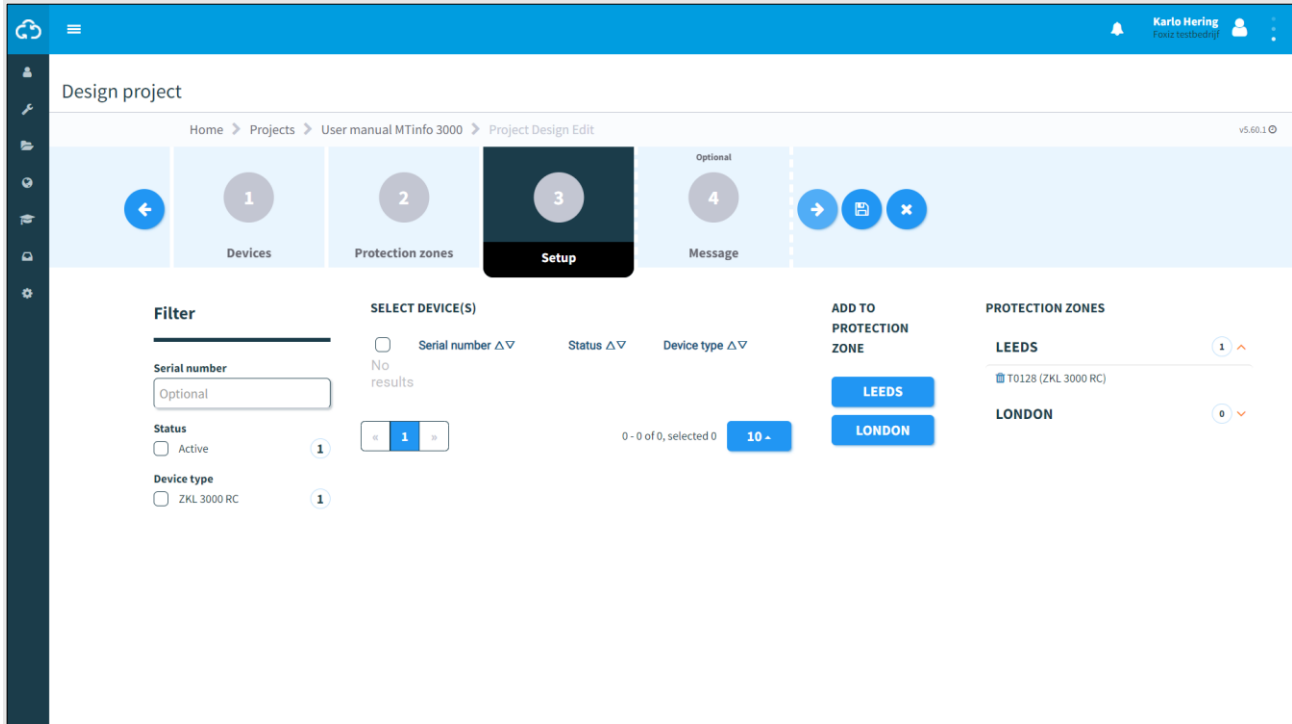 Karlo Hering
Foxiz testbedrijf
Design project
Home Projects User manual MTinfo 3000 Project Design Edit
v5.60.1
1
Devices
2
Protection zones
3
Setup
Optional
4
Message
Filter
Serial number
Optional
Status
Active 1
Device type
ZKL 3000 RC 1
SELECT DEVICE(S)
Serial number Status Device type
No
results
« 1 »
0 - 0 of 0, selected 0
10
ADD TO
PROTECTION
ZONE
LEEDS
LONDON
PROTECTION ZONES
LEEDS 1
T0128 (ZKL 3000 RC)
LONDON 0